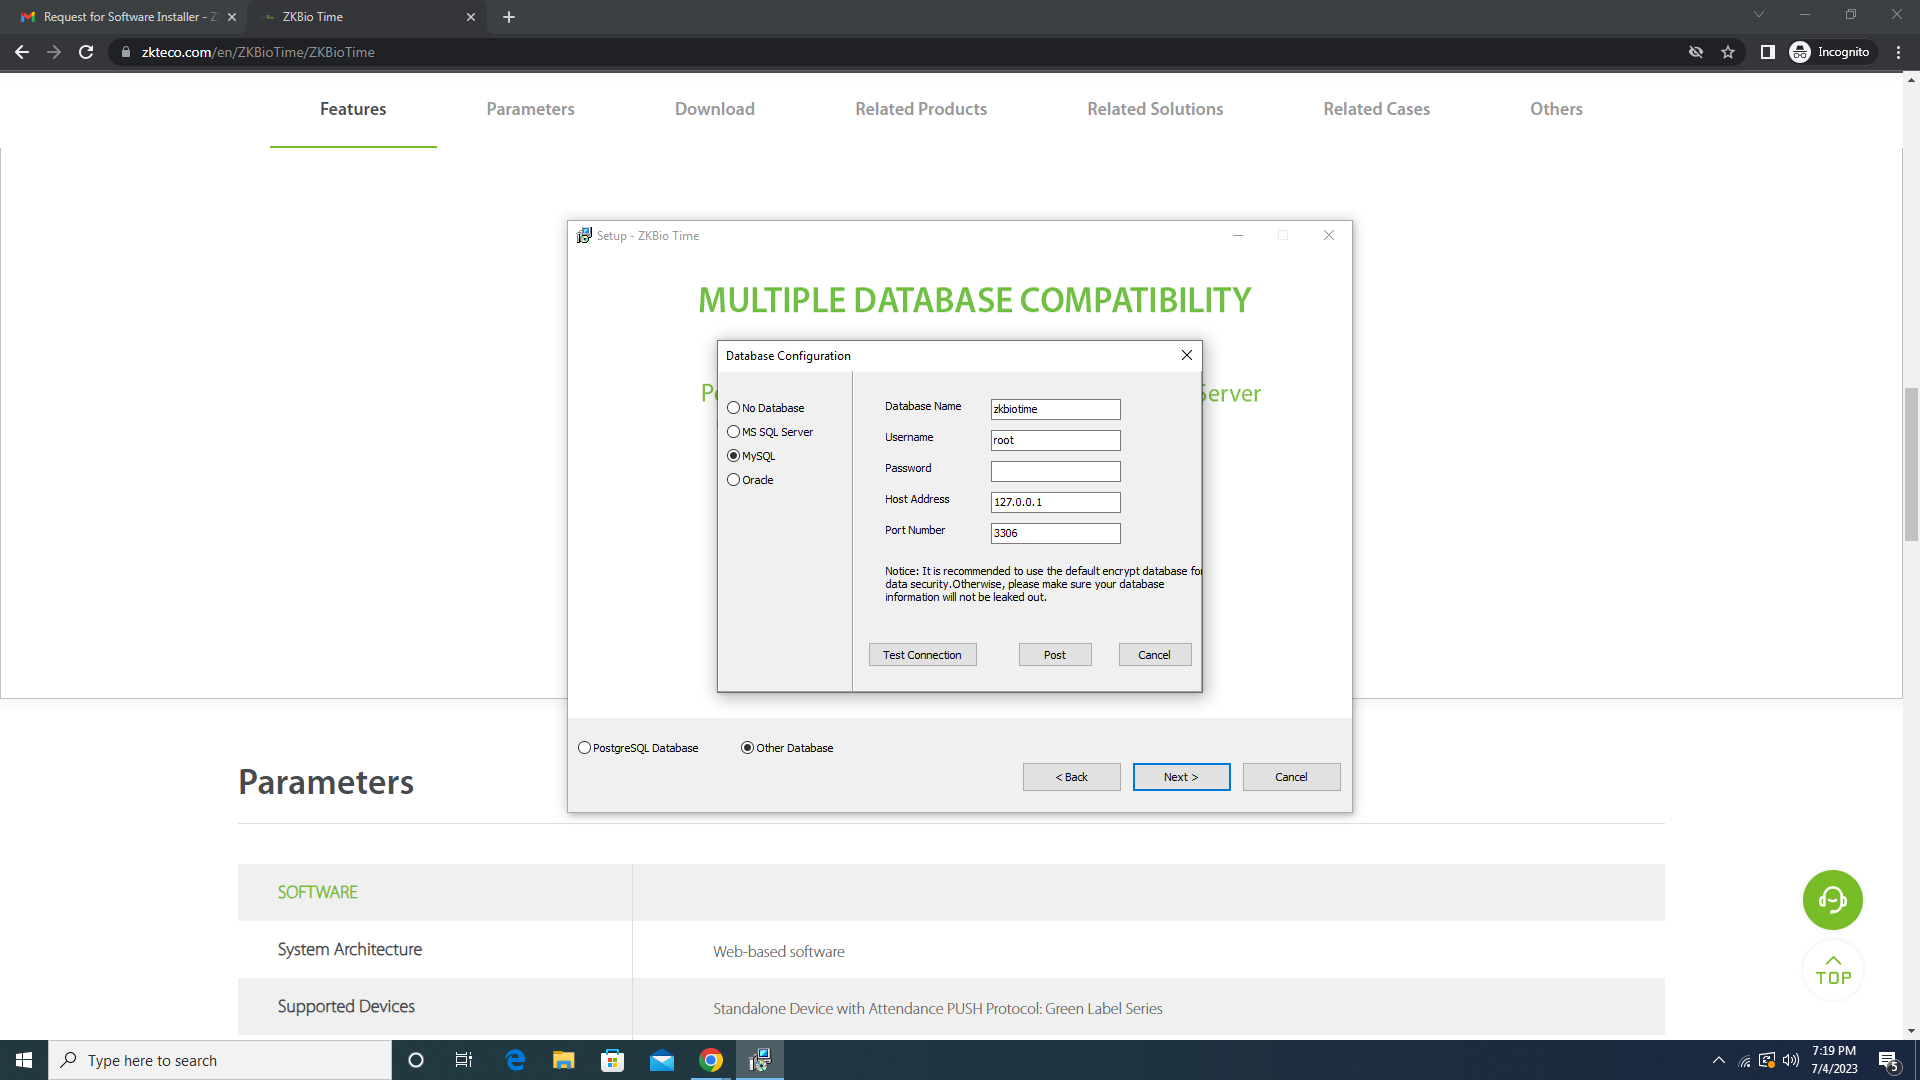 Request for Software Installer - Z
ZKBio Time
zkteco.com/en/ZKBioTime/ZKBioTime
Incognito
Features
Parameters
Download
Related Products
Related Solutions
Related Cases
Others
Setup - ZKBio Time
MULTIPLE DATABASE COMPATIBILITY
Server
Database Configuration
No Database
MS SQL Server
MySQL
Oracle
Database Name
zkbiotime
Username
root
Password
Host Address
127.0.0.1
Port Number
3306
Notice: It is recommended to use the default encrypt database for
data security.Otherwise, please make sure your database
information will not be leaked out.
Test Connection
Post
Cancel
PostgreSQL Database
Other Database
< Back
Next >
Cancel
Parameters
SOFTWARE
System Architecture
Web-based software
Supported Devices
Standalone Device with Attendance PUSH Protocol: Green Label Series
TOP
Type here to search
7:19 PM
7/4/2023
5